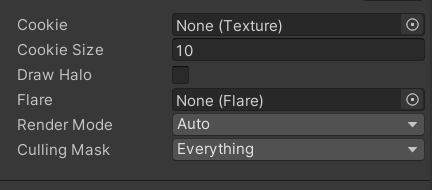 Cookie None (Texture)
Cookie Size 10
Draw Halo
Flare None (Flare)
Render Mode Auto
Culling Mask Everything